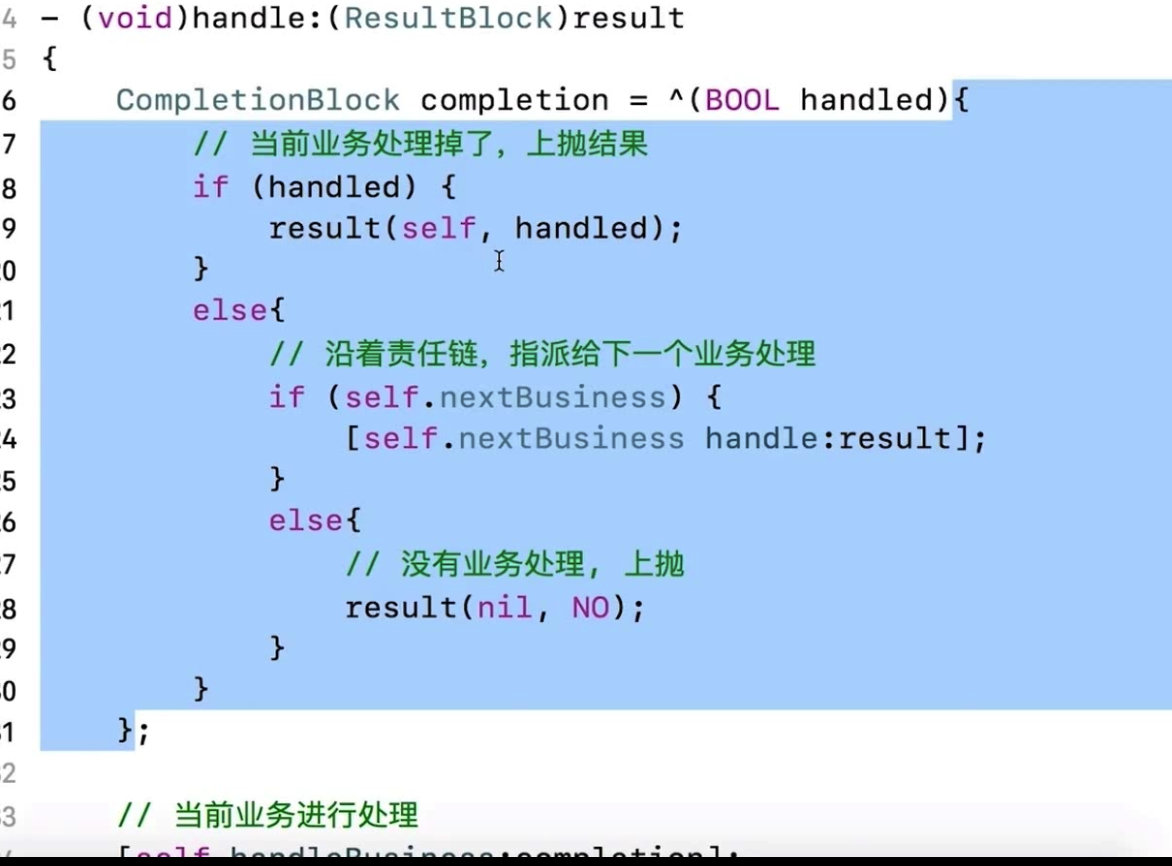 4 - (void)handle:(ResultBlock)result
5 {
6 CompletionBlock completion = ^(BOOL handled){
7 // 当前业务处理掉了，上抛结果
8 if (handled) {
9 result(self, handled);
0 }
1 else{
2 // 沿着责任链，指派给下一个业务处理
3 if (self.nextBusiness) {
4 [self.nextBusiness handle:result];
5 }
6 else{
7 // 没有业务处理, 上抛
8 result(nil, NO);
9 }
0 }
1 };
2
3 // 当前业务进行处理
[self handleBusiness:completion];